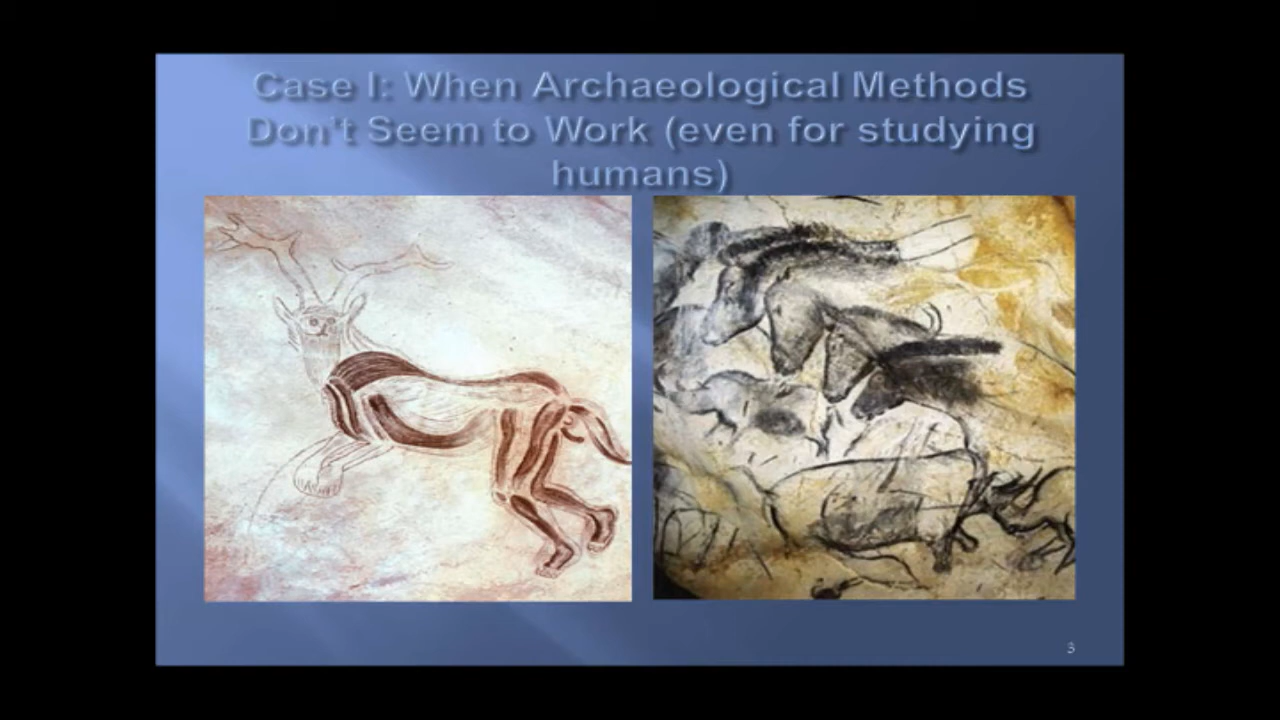 Case I: When Archaeological Methods
Don't Seem to Work (even for studying
humans)
3